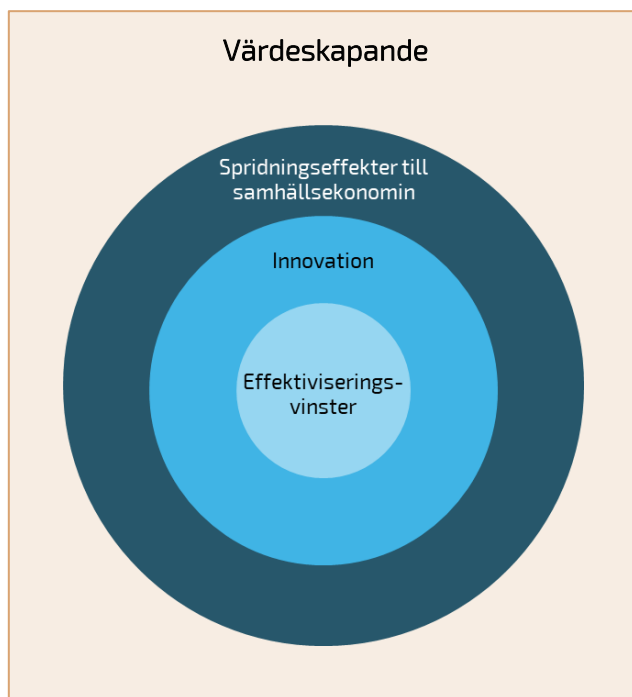 Värdeskapande
Spridningseffekter till
samhällsekonomin
Innovation
Effektiviserings-
vinster